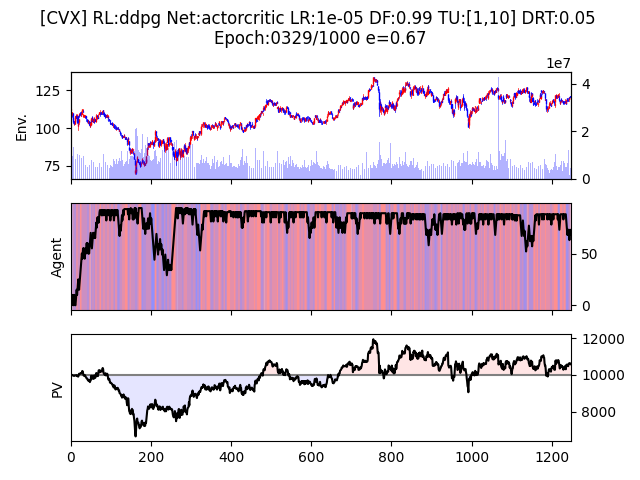 [CVX] RL:ddpg Net:actorcritic LR:1e-05 DF:0.99 TU:[1,10] DRT:0.05
Epoch:0329/1000 e=0.67
1e7
125
100
75
Env.
4
2
0
Agent
50
0
PV
12000
10000
8000
0 200 400 600 800 1000 1200